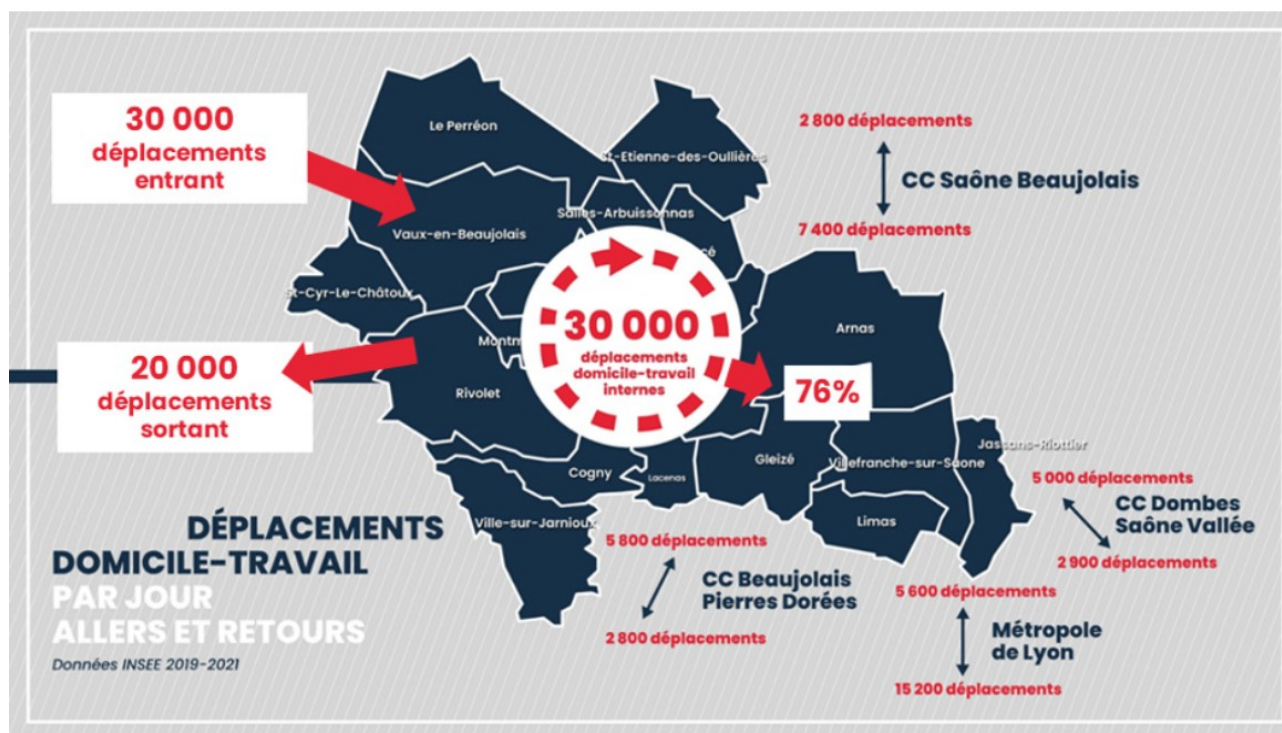 30 000
déplacements
entrant
20 000
déplacements
sortant
Le Perréon
St-Etienne-des-Oullières
Salles-Arbuissonnas
Vaux-en-Beaujolais
St-Cyr-Le-Châtoux
Rivolet
Arnas
30 000
déplacements
domicile-travail
internes
76%
Cogny
Lacenas
Gleizé
Villefranche-sur-Saone
Jassans-Riottier
Limas
Ville-sur-Jarnioux
2 800 déplacements
CC Saône Beaujolais
7 400 déplacements
5 000 déplacements
CC Dombes
Saône Vallée
2 900 déplacements
5 800 déplacements
CC Beaujolais
Pierres Dorées
2 800 déplacements
5 600 déplacements
Métropole
de Lyon
15 200 déplacements
DÉPLACEMENTS
DOMICILE-TRAVAIL
PAR JOUR
ALLERS ET RETOURS
Données INSEE 2019-2021